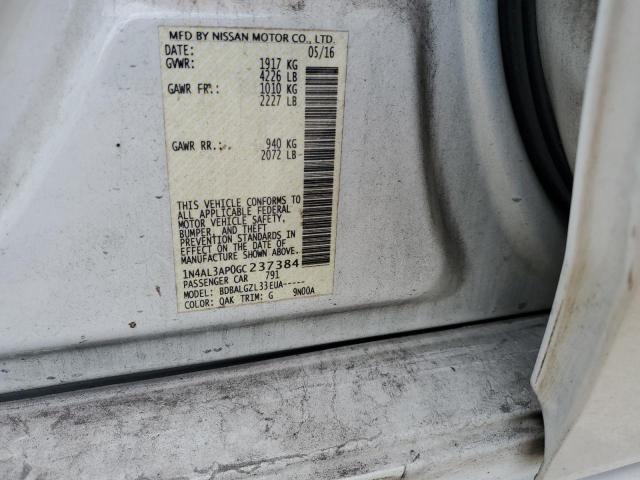 MFD BY NISSAN MOTOR CO., LTD.
DATE: 05/16
GVWR: 1917 KG
4226 LB
GAWR FR: 1010 KG
2227 LB
GAWR RR: 940 KG
2072 LB
THIS VEHICLE CONFORMS TO
ALL APPLICABLE FEDERAL
MOTOR VEHICLE SAFETY,
BUMPER, AND THEFT
PREVENTION STANDARDS IN
EFFECT ON THE DATE OF
MANUFACTURE SHOWN ABOVE.
1N4AL3AP0GC237384
PASSENGER CAR 791
MODEL: BDBALGZL33EUA-----
COLOR: QAK TRIM: G 9N00A